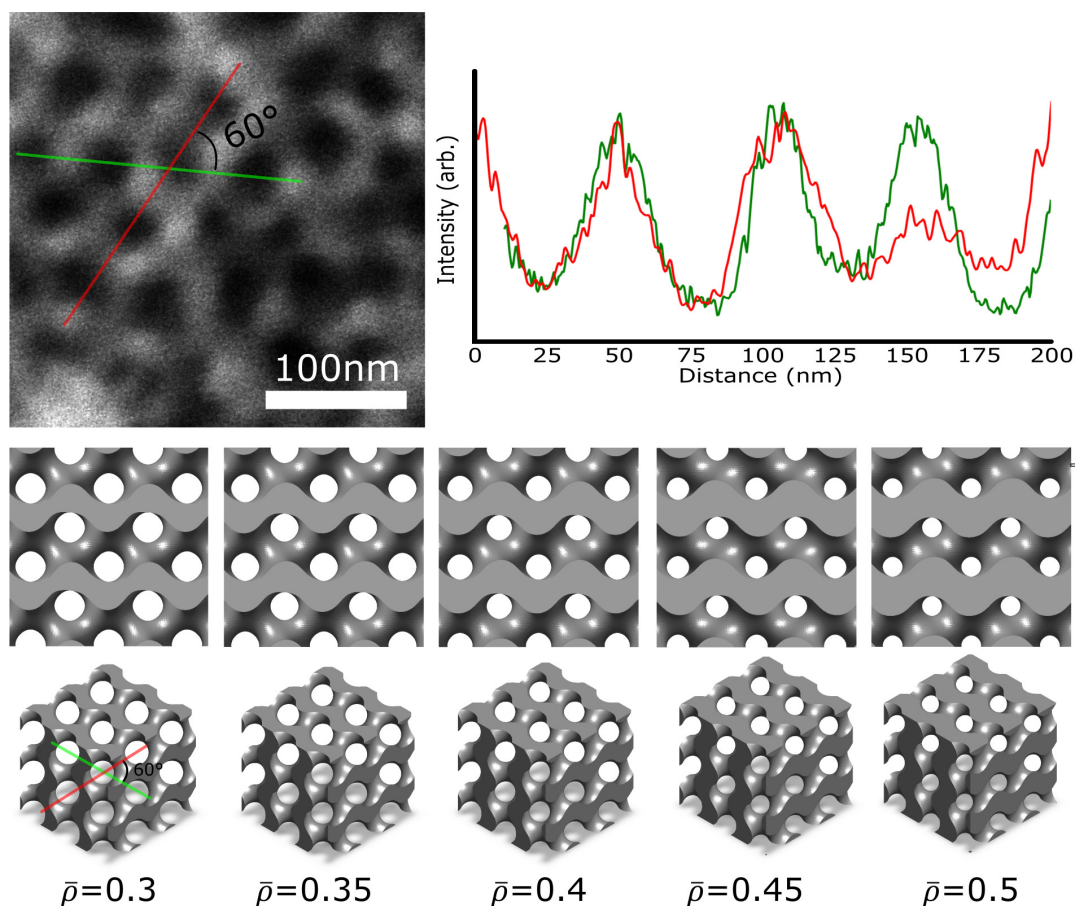 60°
100nm
Intensity (arb.)
0 25 50 75 100 125 150 175 200
Distance (nm)
60°
ρ̄=0.3 ρ̄=0.35 ρ̄=0.4 ρ̄=0.45 ρ̄=0.5